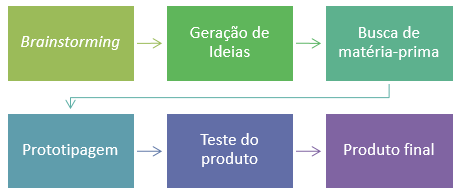 Brainstorming
Geração de
Ideias
Busca de
matéria-prima
Prototipagem
Teste do
produto
Produto final